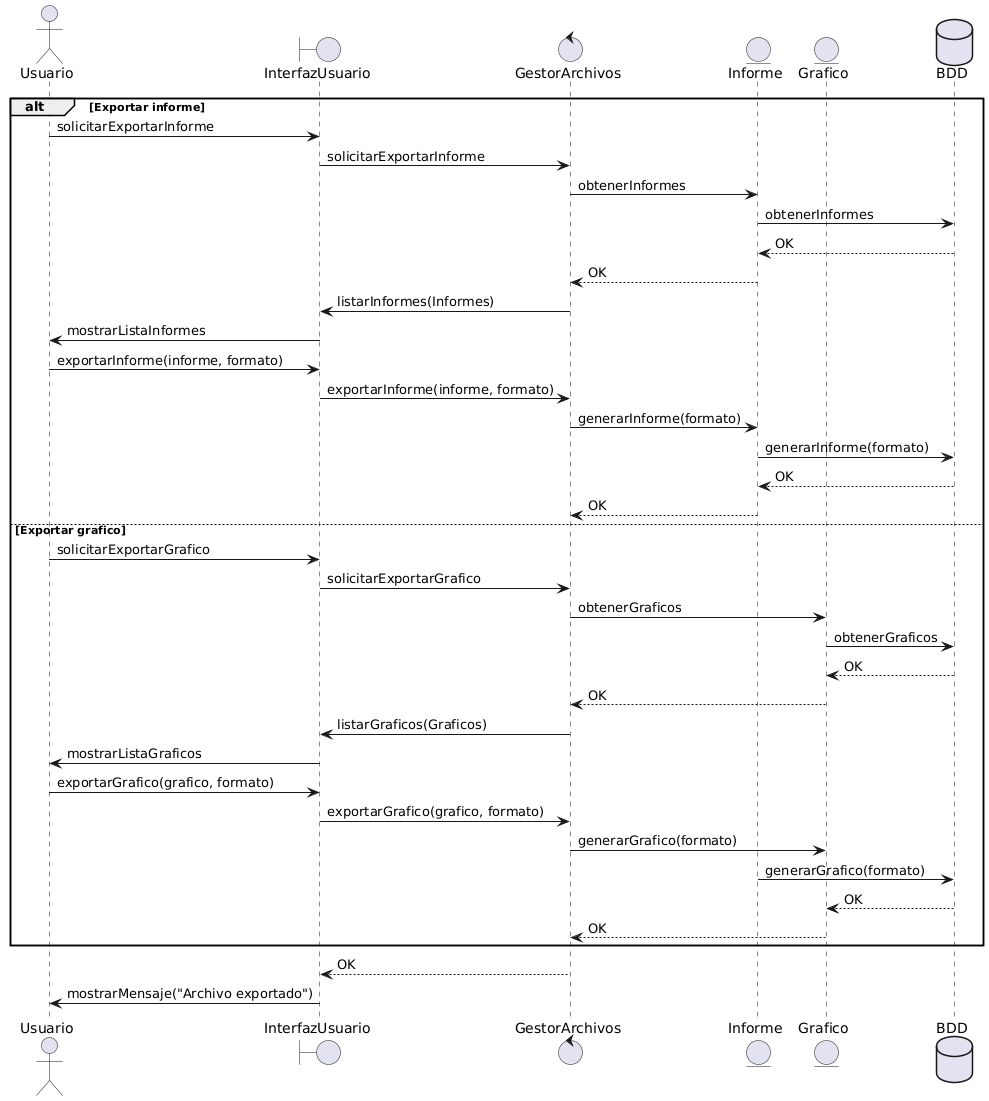 Usuario
InterfazUsuario
GestorArchivos
Informe
Grafico
BDD
alt
[Exportar informe]
solicitarExportarInforme
solicitarExportarInforme
obtenerInformes
obtenerInformes
OK
OK
listarInformes(Informes)
mostrarListaInformes
exportarInforme(informe, formato)
exportarInforme(informe, formato)
generarInforme(formato)
generarInforme(formato)
OK
OK
[Exportar grafico]
solicitarExportarGrafico
solicitarExportarGrafico
obtenerGraficos
obtenerGraficos
OK
OK
listarGraficos(Graficos)
mostrarListaGraficos
exportarGrafico(grafico, formato)
exportarGrafico(grafico, formato)
generarGrafico(formato)
generarGrafico(formato)
OK
OK
OK
mostrarMensaje("Archivo exportado")
Usuario
InterfazUsuario
GestorArchivos
Informe
Grafico
BDD